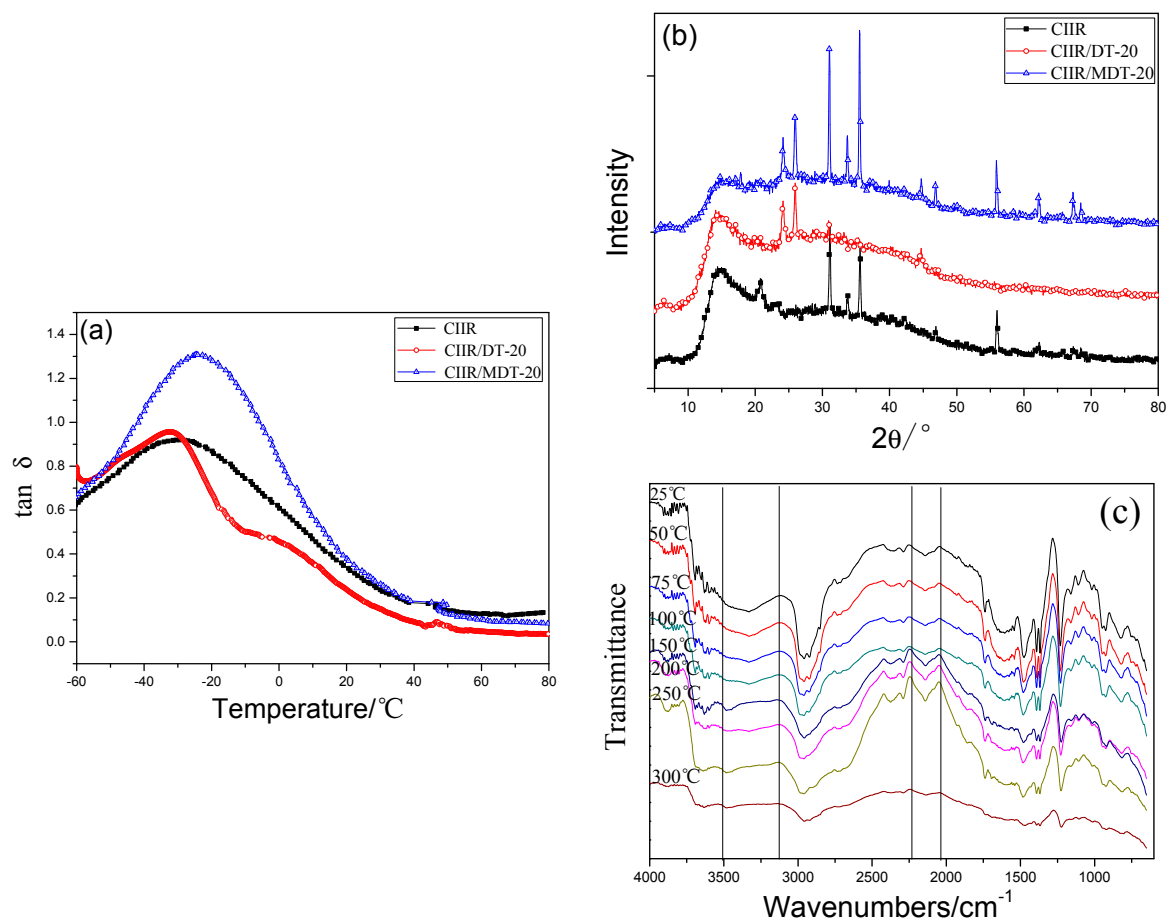 (a)
CIIR
CIIR/DT-20
CIIR/MDT-20
tan δ
1.4
1.2
1.0
0.8
0.6
0.4
0.2
0.0
-60 -40 -20 0 20 40 60 80
Temperature/℃
(b)
CIIR
CIIR/DT-20
CIIR/MDT-20
Intensity
10 20 30 40 50 60 70 80
2θ/°
(c)
25℃
50℃
75℃
100℃
150℃
200℃
250℃
300℃
Transmittance
4000 3500 3000 2500 2000 1500 1000
Wavenumbers/cm⁻¹